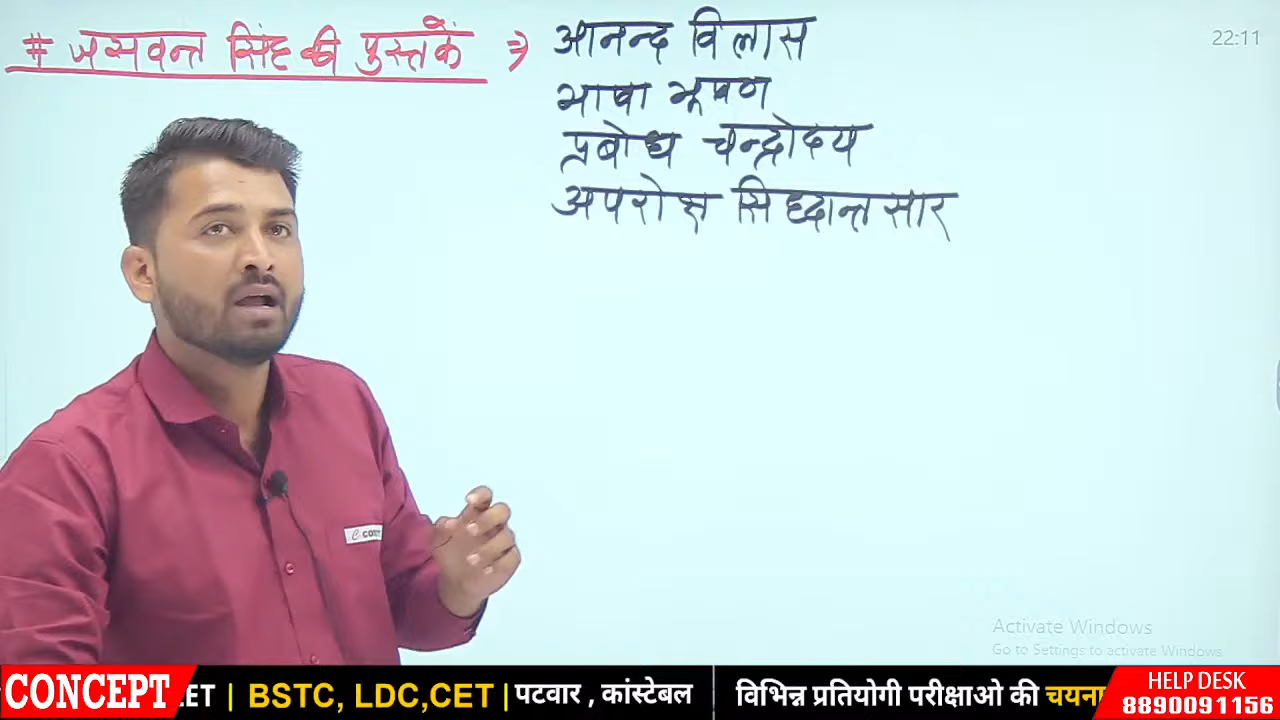 # जसवन्त सिंह की पुस्तकें ⇒ आनन्द विलास
भाषा भूषण
प्रबोध चन्द्रोदय
अपरोक्ष सिद्धान्त सार
22:11
Activate Windows
Go to Settings to activate Windows.
CONCEPT
ET | BSTC, LDC,CET | पटवार , कांस्टेबल
विभिन्न प्रतियोगी परीक्षाओ की चयना
HELP DESK
8890091156